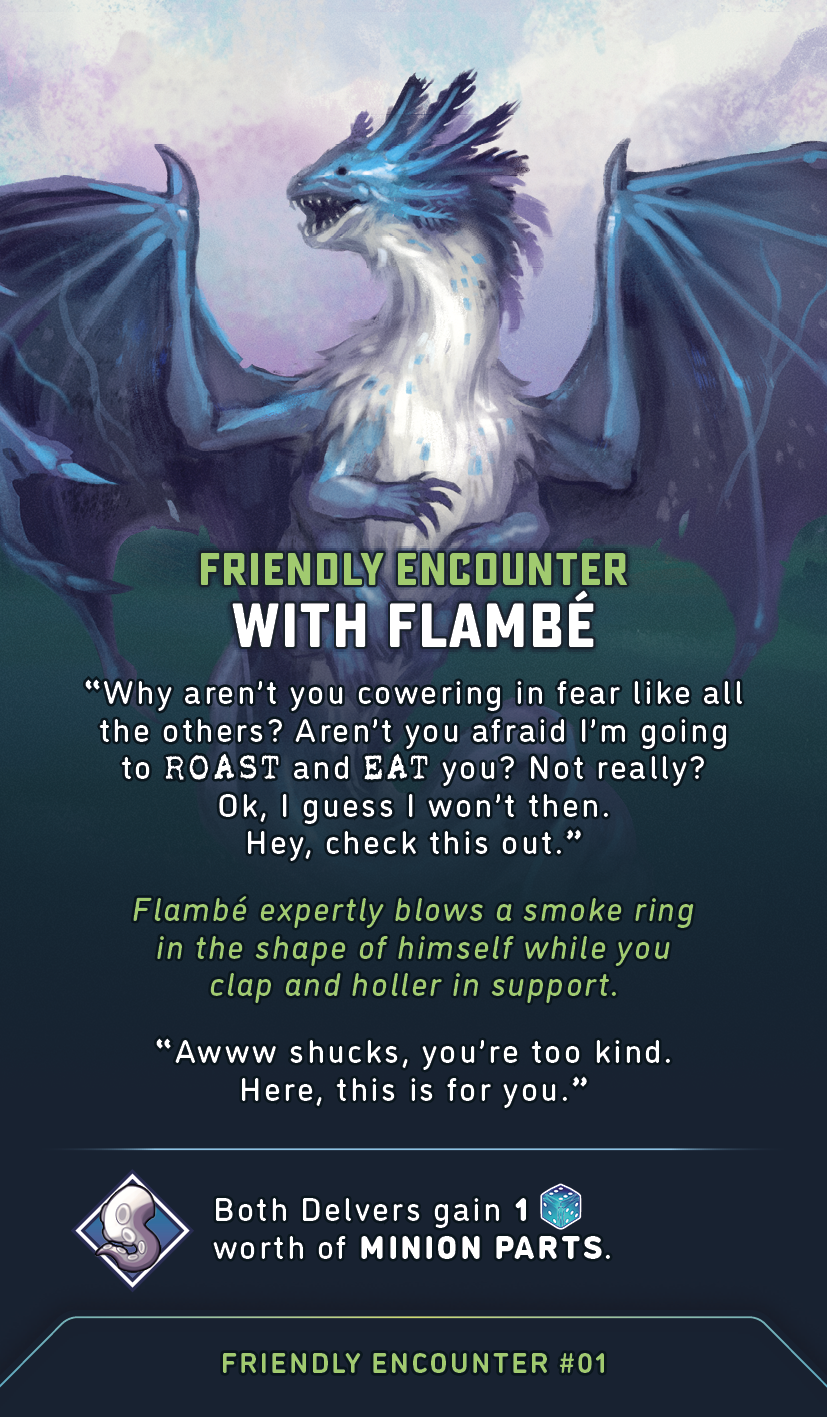 FRIENDLY ENCOUNTER
WITH FLAMBÉ
“Why aren’t you cowering in fear like all
the others? Aren’t you afraid I’m going
to ROAST and EAT you? Not really?
Ok, I guess I won’t then.
Hey, check this out.”
Flambé expertly blows a smoke ring
in the shape of himself while you
clap and holler in support.
“Awww shucks, you’re too kind.
Here, this is for you.”
Both Delvers gain 1
worth of MINION PARTS.
FRIENDLY ENCOUNTER #01